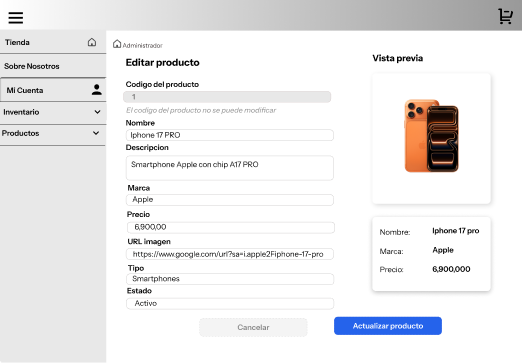 Tienda
Sobre Nosotros
Mi Cuenta
Inventario
Productos
Administrador
Editar producto
Codigo del producto
1
El codigo del producto no se puede modificar
Nombre
Iphone 17 PRO
Descripcion
Smartphone Apple con chip A17 PRO
Marca
Apple
Precio
6,900,00
URL imagen
https://www.google.com/url?sa=i.apple2Fiphone-17-pro
Tipo
Smartphones
Estado
Activo
Cancelar
Actualizar producto
Vista previa
Nombre: Iphone 17 pro
Marca: Apple
Precio: 6,900,000